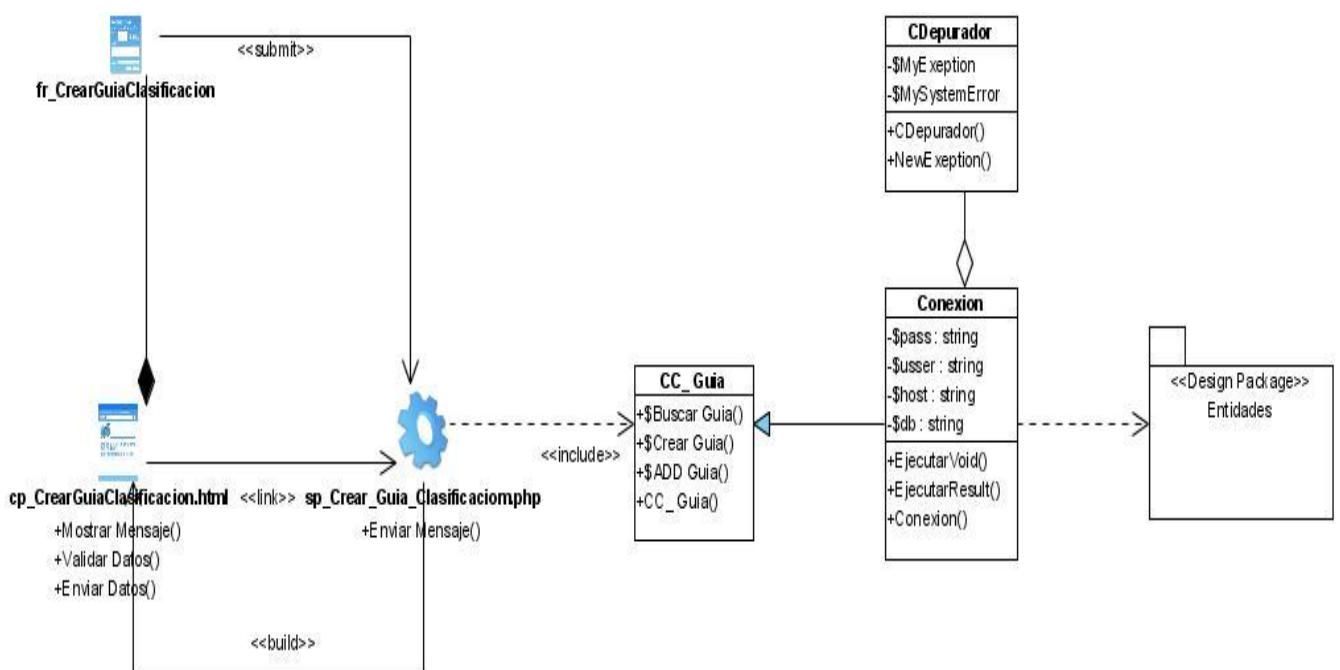 <<submit>>
fr_CrearGuiaClasificacion
CDepurador
-$MyExeption
-$MySystemError
+CDepurador()
+NewExeption()
Conexion
-$pass : string
-$usser : string
-$host : string
-$db : string
+EjecutarVoid()
+EjecutarResult()
+Conexion()
<<Design Package>>
Entidades
CC_Guia
+$Buscar Guia()
+$Crear Guia()
+$ADD Guia()
+CC_Guia()
<<include>>
cp_CrearGuiaClasificacion.html
+Mostrar Mensaje()
+Validar Datos()
+Enviar Datos()
<<link>>
sp_Crear_Guia_Clasificaciom.php
+Enviar Mensaje()
<<build>>